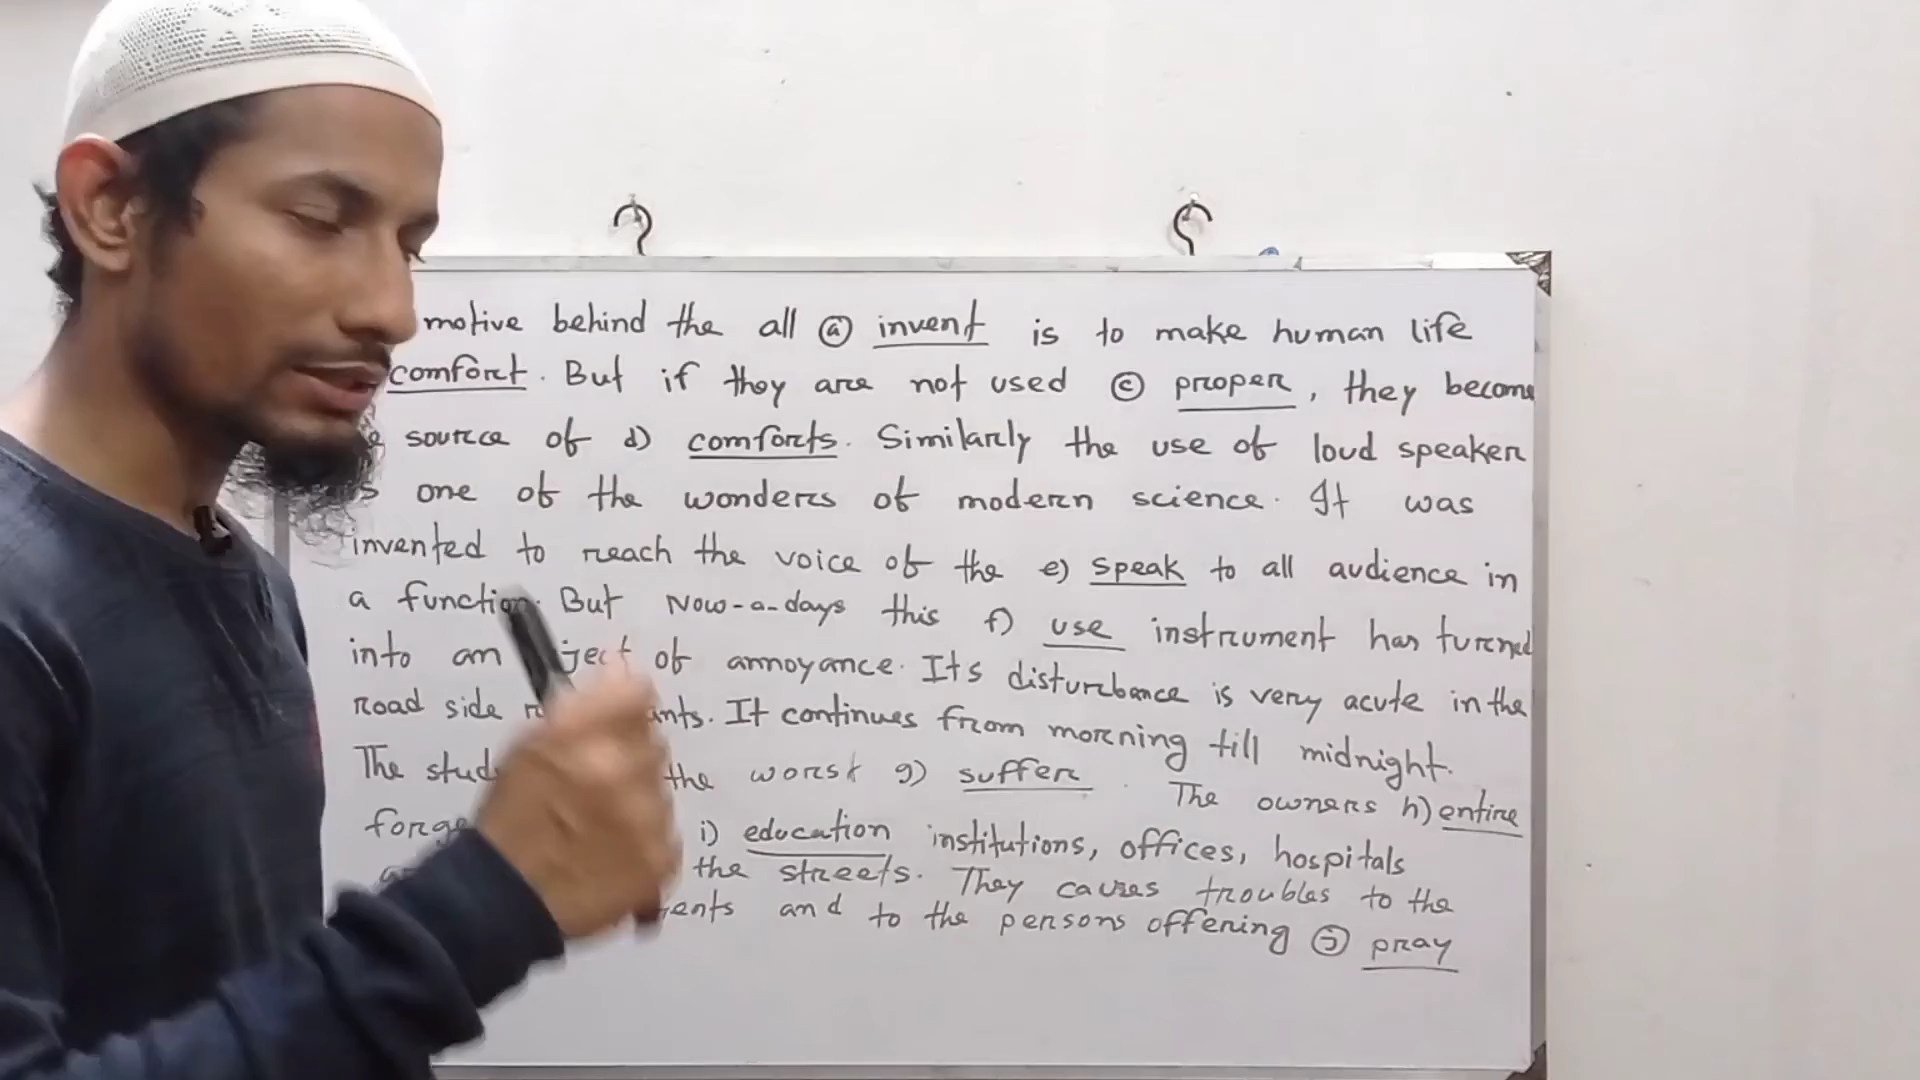 motive behind the all ⓐ invent is to make human life
comfort. But if they are not used ⓒ proper, they become
source of d) comforts. Similarly the use of loud speaker
one of the wonders of modern science. It was
invented to reach the voice of the e) speak to all audience in
a function. But Now-a-days this f) use instrument has turned
into an of annoyance. Its disturbance is very acute in the
road side. It continues from morning till midnight.
The the worst g) suffer. The owners h) entire
i) education institutions, offices, hospitals
the streets. They causes troubles to the
and to the persons offering ⓙ pray